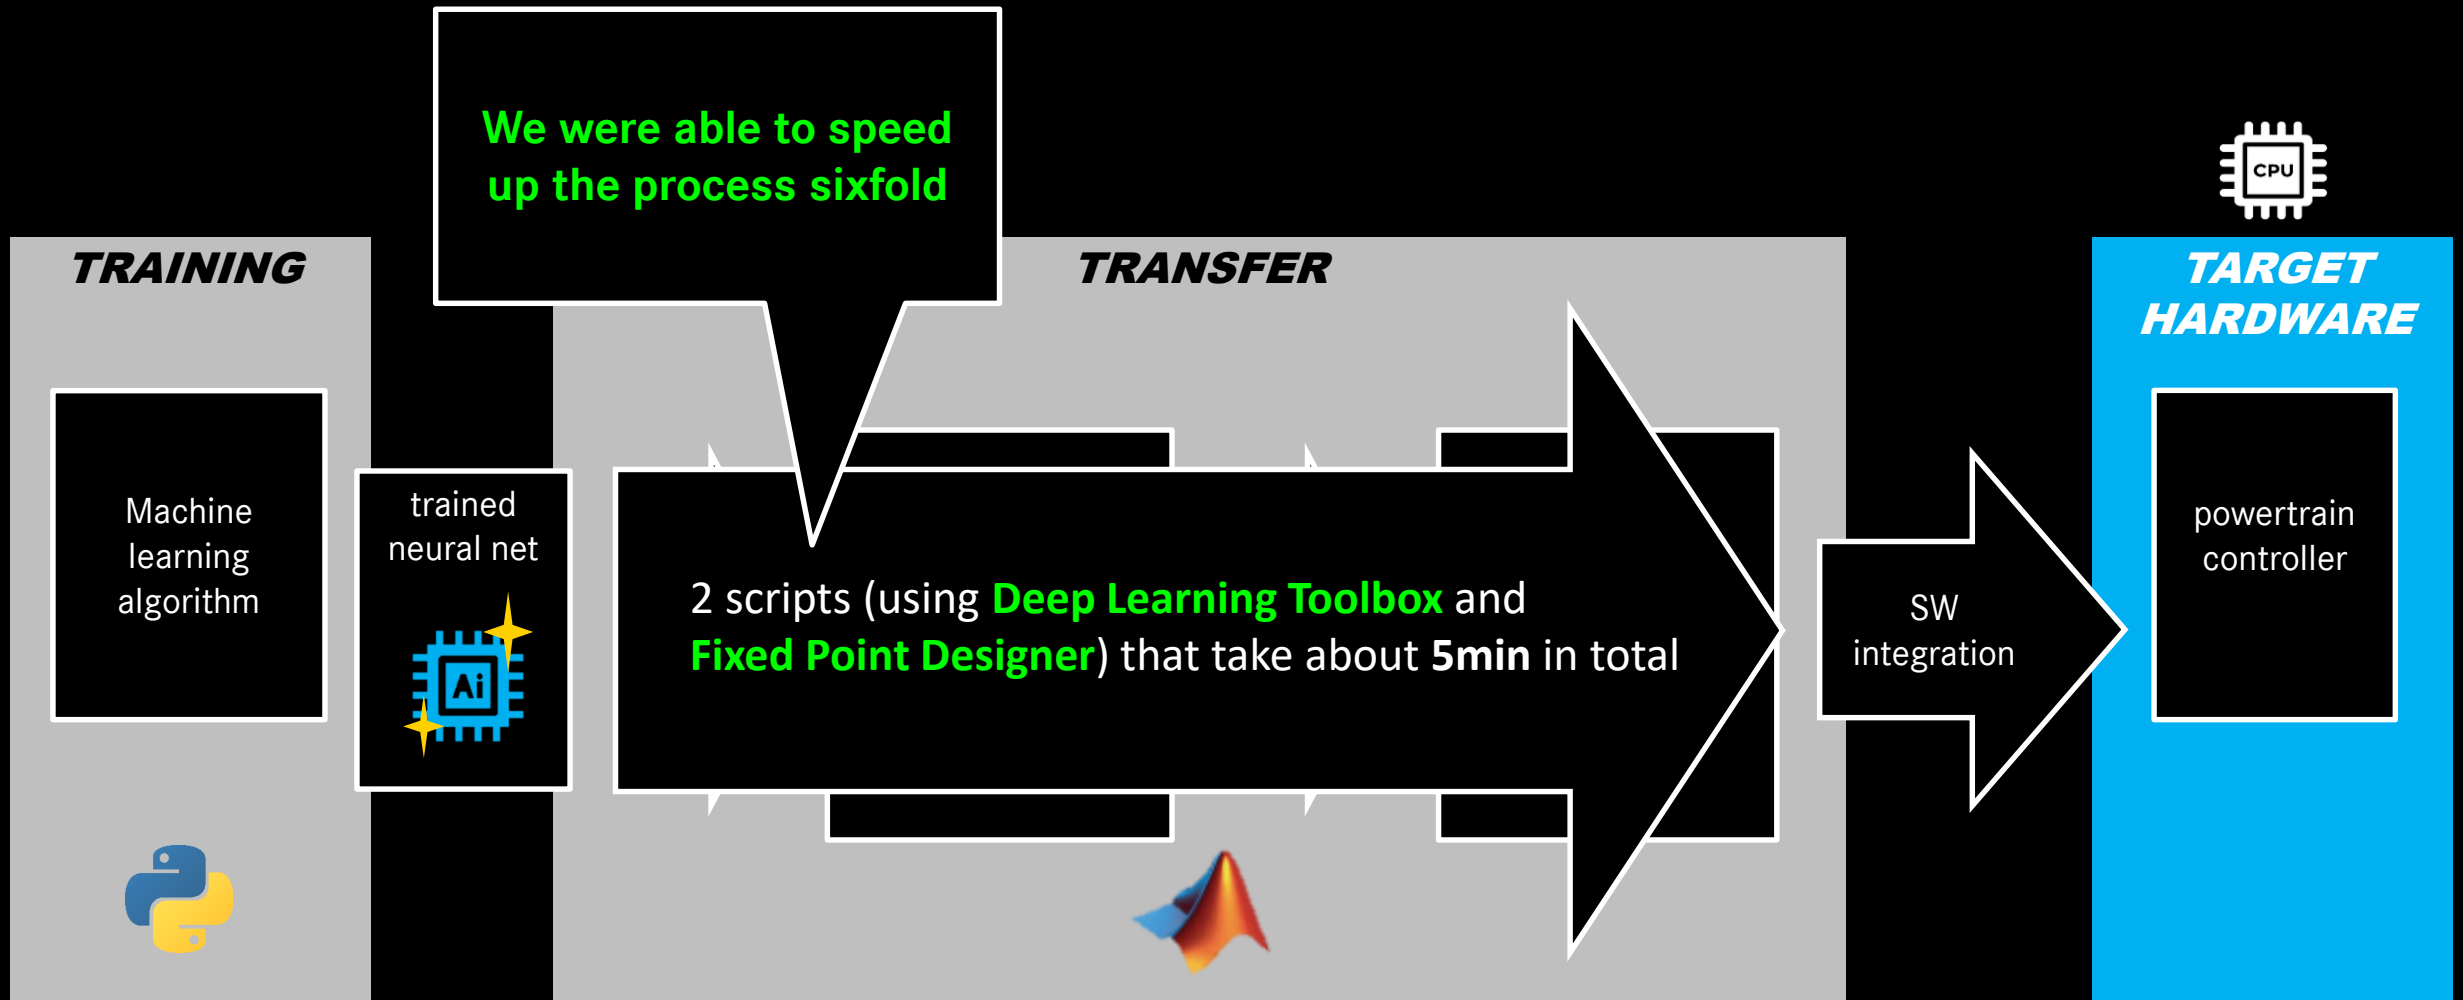 We were able to speed
up the process sixfold
CPU
TRAINING
TRANSFER
TARGET
HARDWARE
Machine
learning
algorithm
trained
neural net
Ai
2 scripts (using Deep Learning Toolbox and
Fixed Point Designer) that take about 5min in total
SW
integration
powertrain
controller